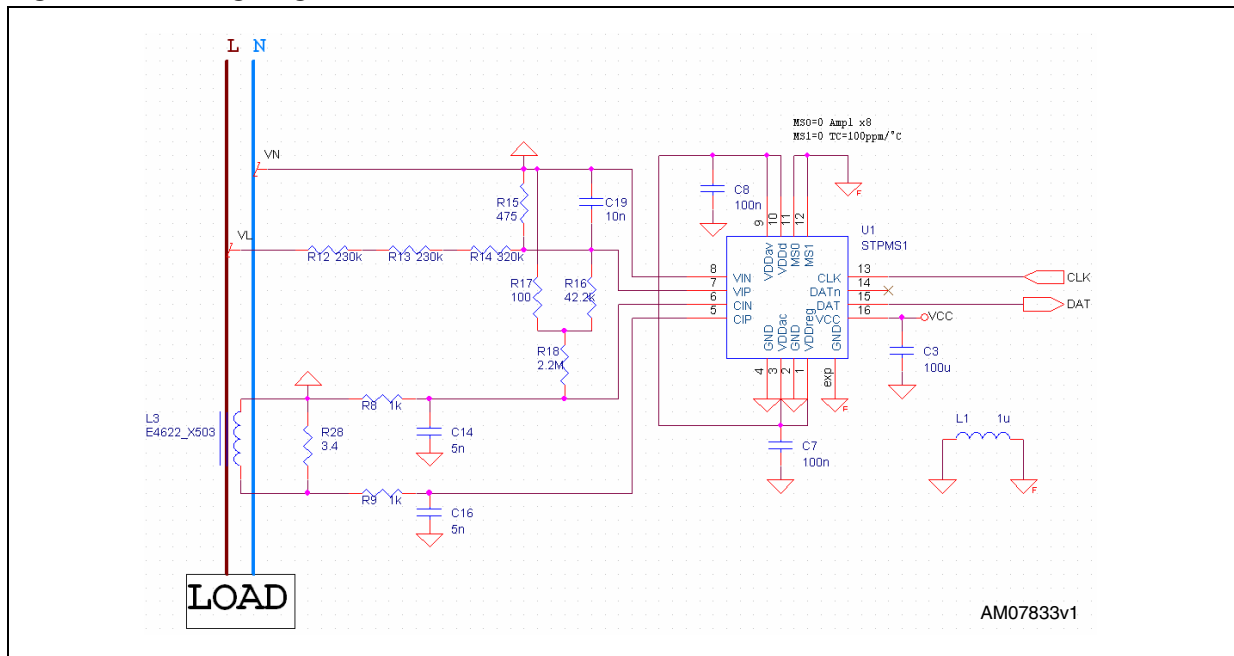 L N
MS0=0 Ampl x8
MS1=0 TC=100ppm/°C
VN
VL
R15
475
C19
10n
R12 230k
R13 230k
R14 320k
R17
100
R16
42.2k
R18
2.2M
C8
100n
9
10
11
12
VDDav
VDDd
MS0
MS1
F
U1
STPMS1
8
7
6
5
VIN
VIP
CIN
CIP
CLK
DATn
DAT
VCC
13
14
15
16
CLK
DAT
VCC
GND
VDDac
GND
VDDreg
GND
4
3
2
1
exp
F
C3
100u
L3
E4622_X503
R28
3.4
R8 1k
C14
5n
R9 1k
C16
5n
C7
100n
L1 1u
F
LOAD
AM07833v1